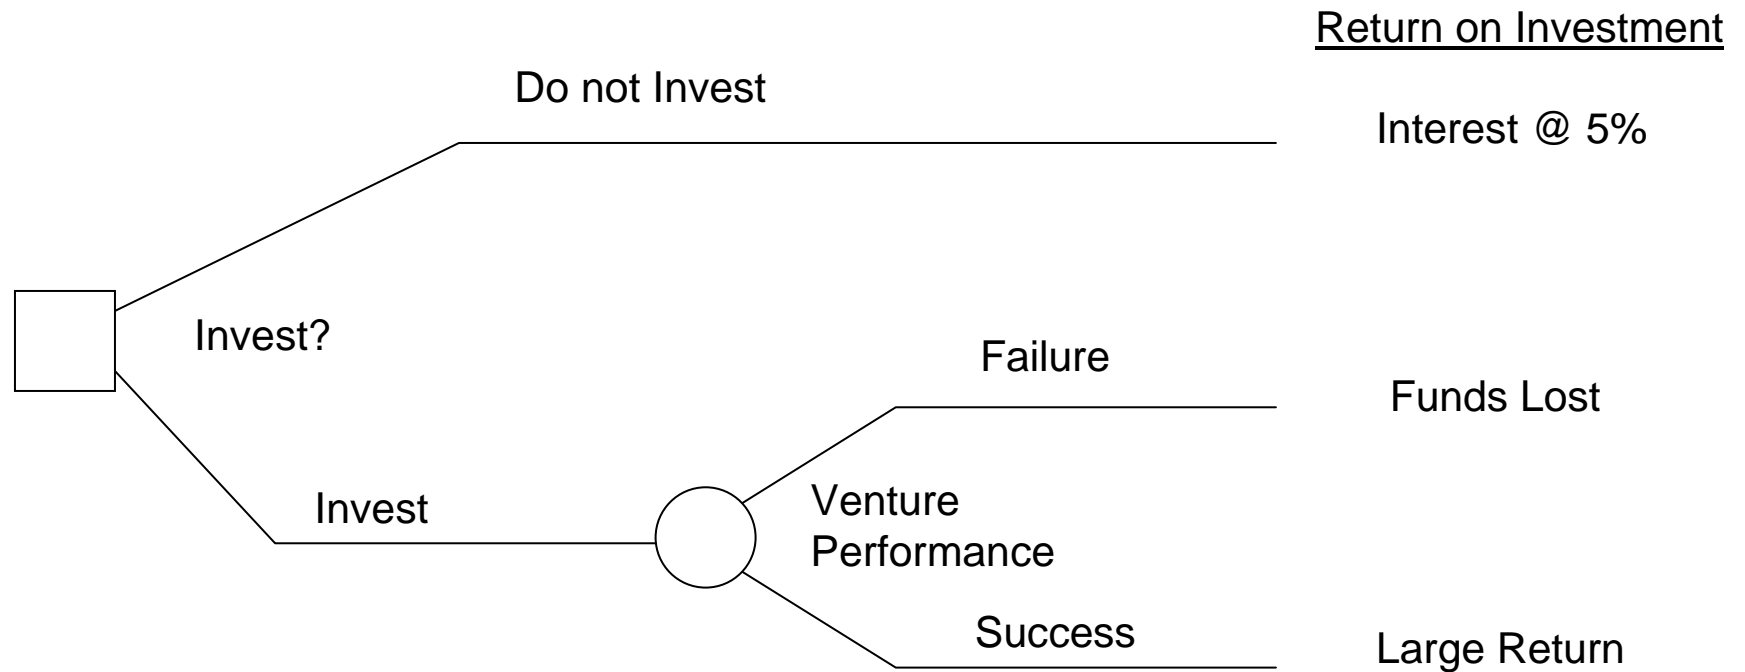 Return on Investment
Do not Invest
Interest @ 5%
Invest?
Failure
Funds Lost
Invest
Venture
Performance
Success
Large Return